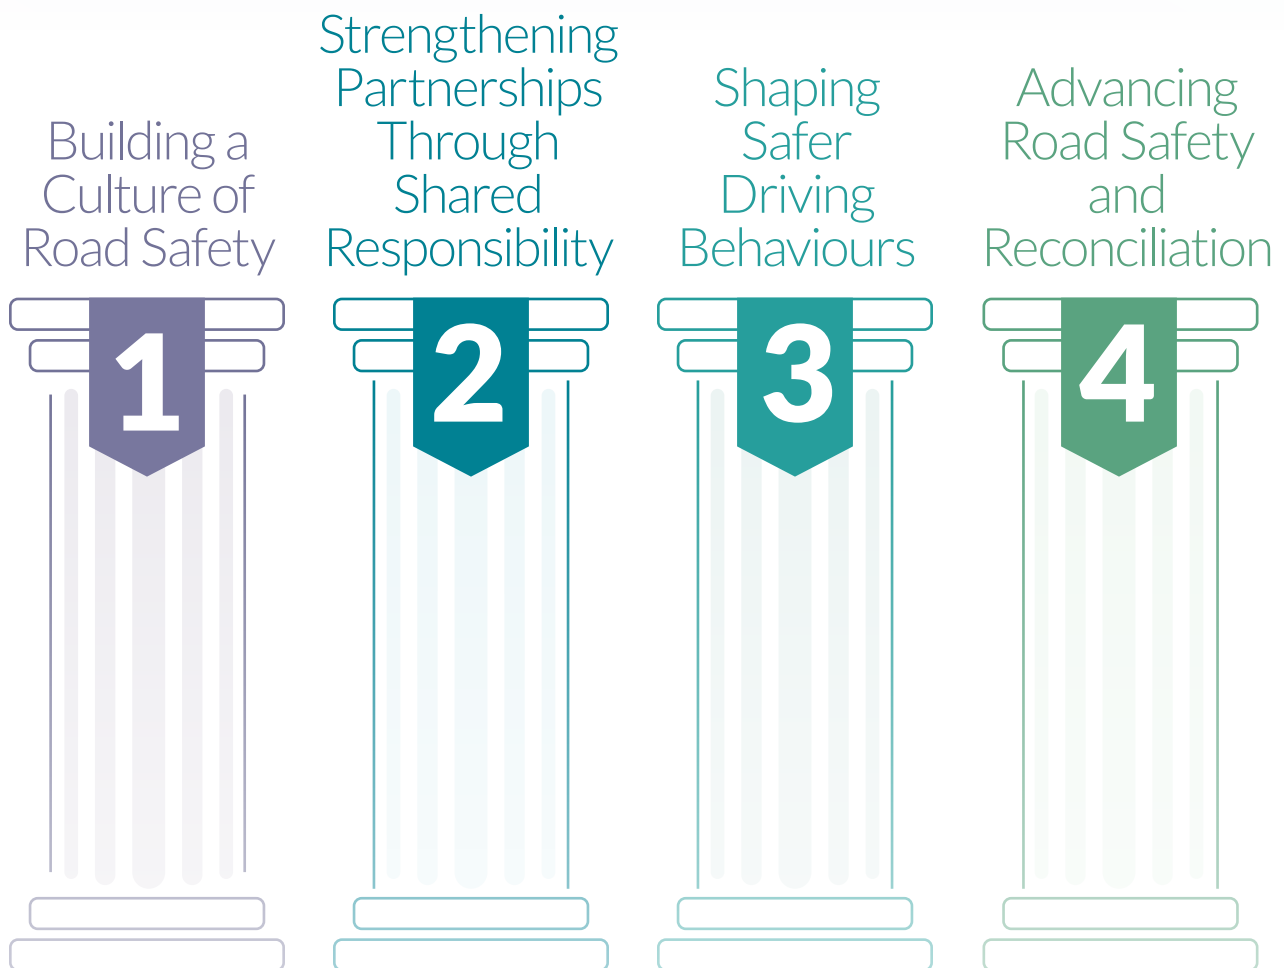 Building a
Culture of
Road Safety
1
Strengthening
Partnerships
Through
Shared
Responsibility
2
Shaping
Safer
Driving
Behaviours
3
Advancing
Road Safety
and
Reconciliation
4